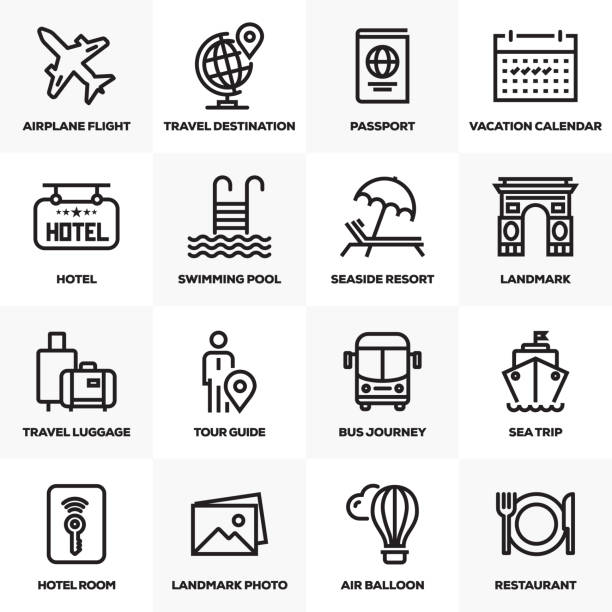 AIRPLANE FLIGHT
TRAVEL DESTINATION
PASSPORT
VACATION CALENDAR
HOTEL
HOTEL
SWIMMING POOL
SEASIDE RESORT
LANDMARK
TRAVEL LUGGAGE
TOUR GUIDE
BUS JOURNEY
SEA TRIP
HOTEL ROOM
LANDMARK PHOTO
AIR BALLOON
RESTAURANT